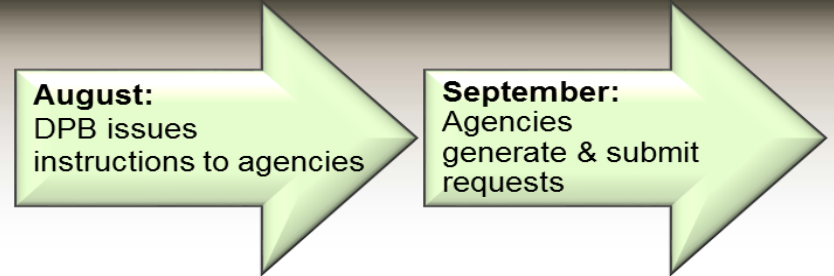 August:
DPB issues
instructions to agencies
September:
Agencies
generate & submit
requests